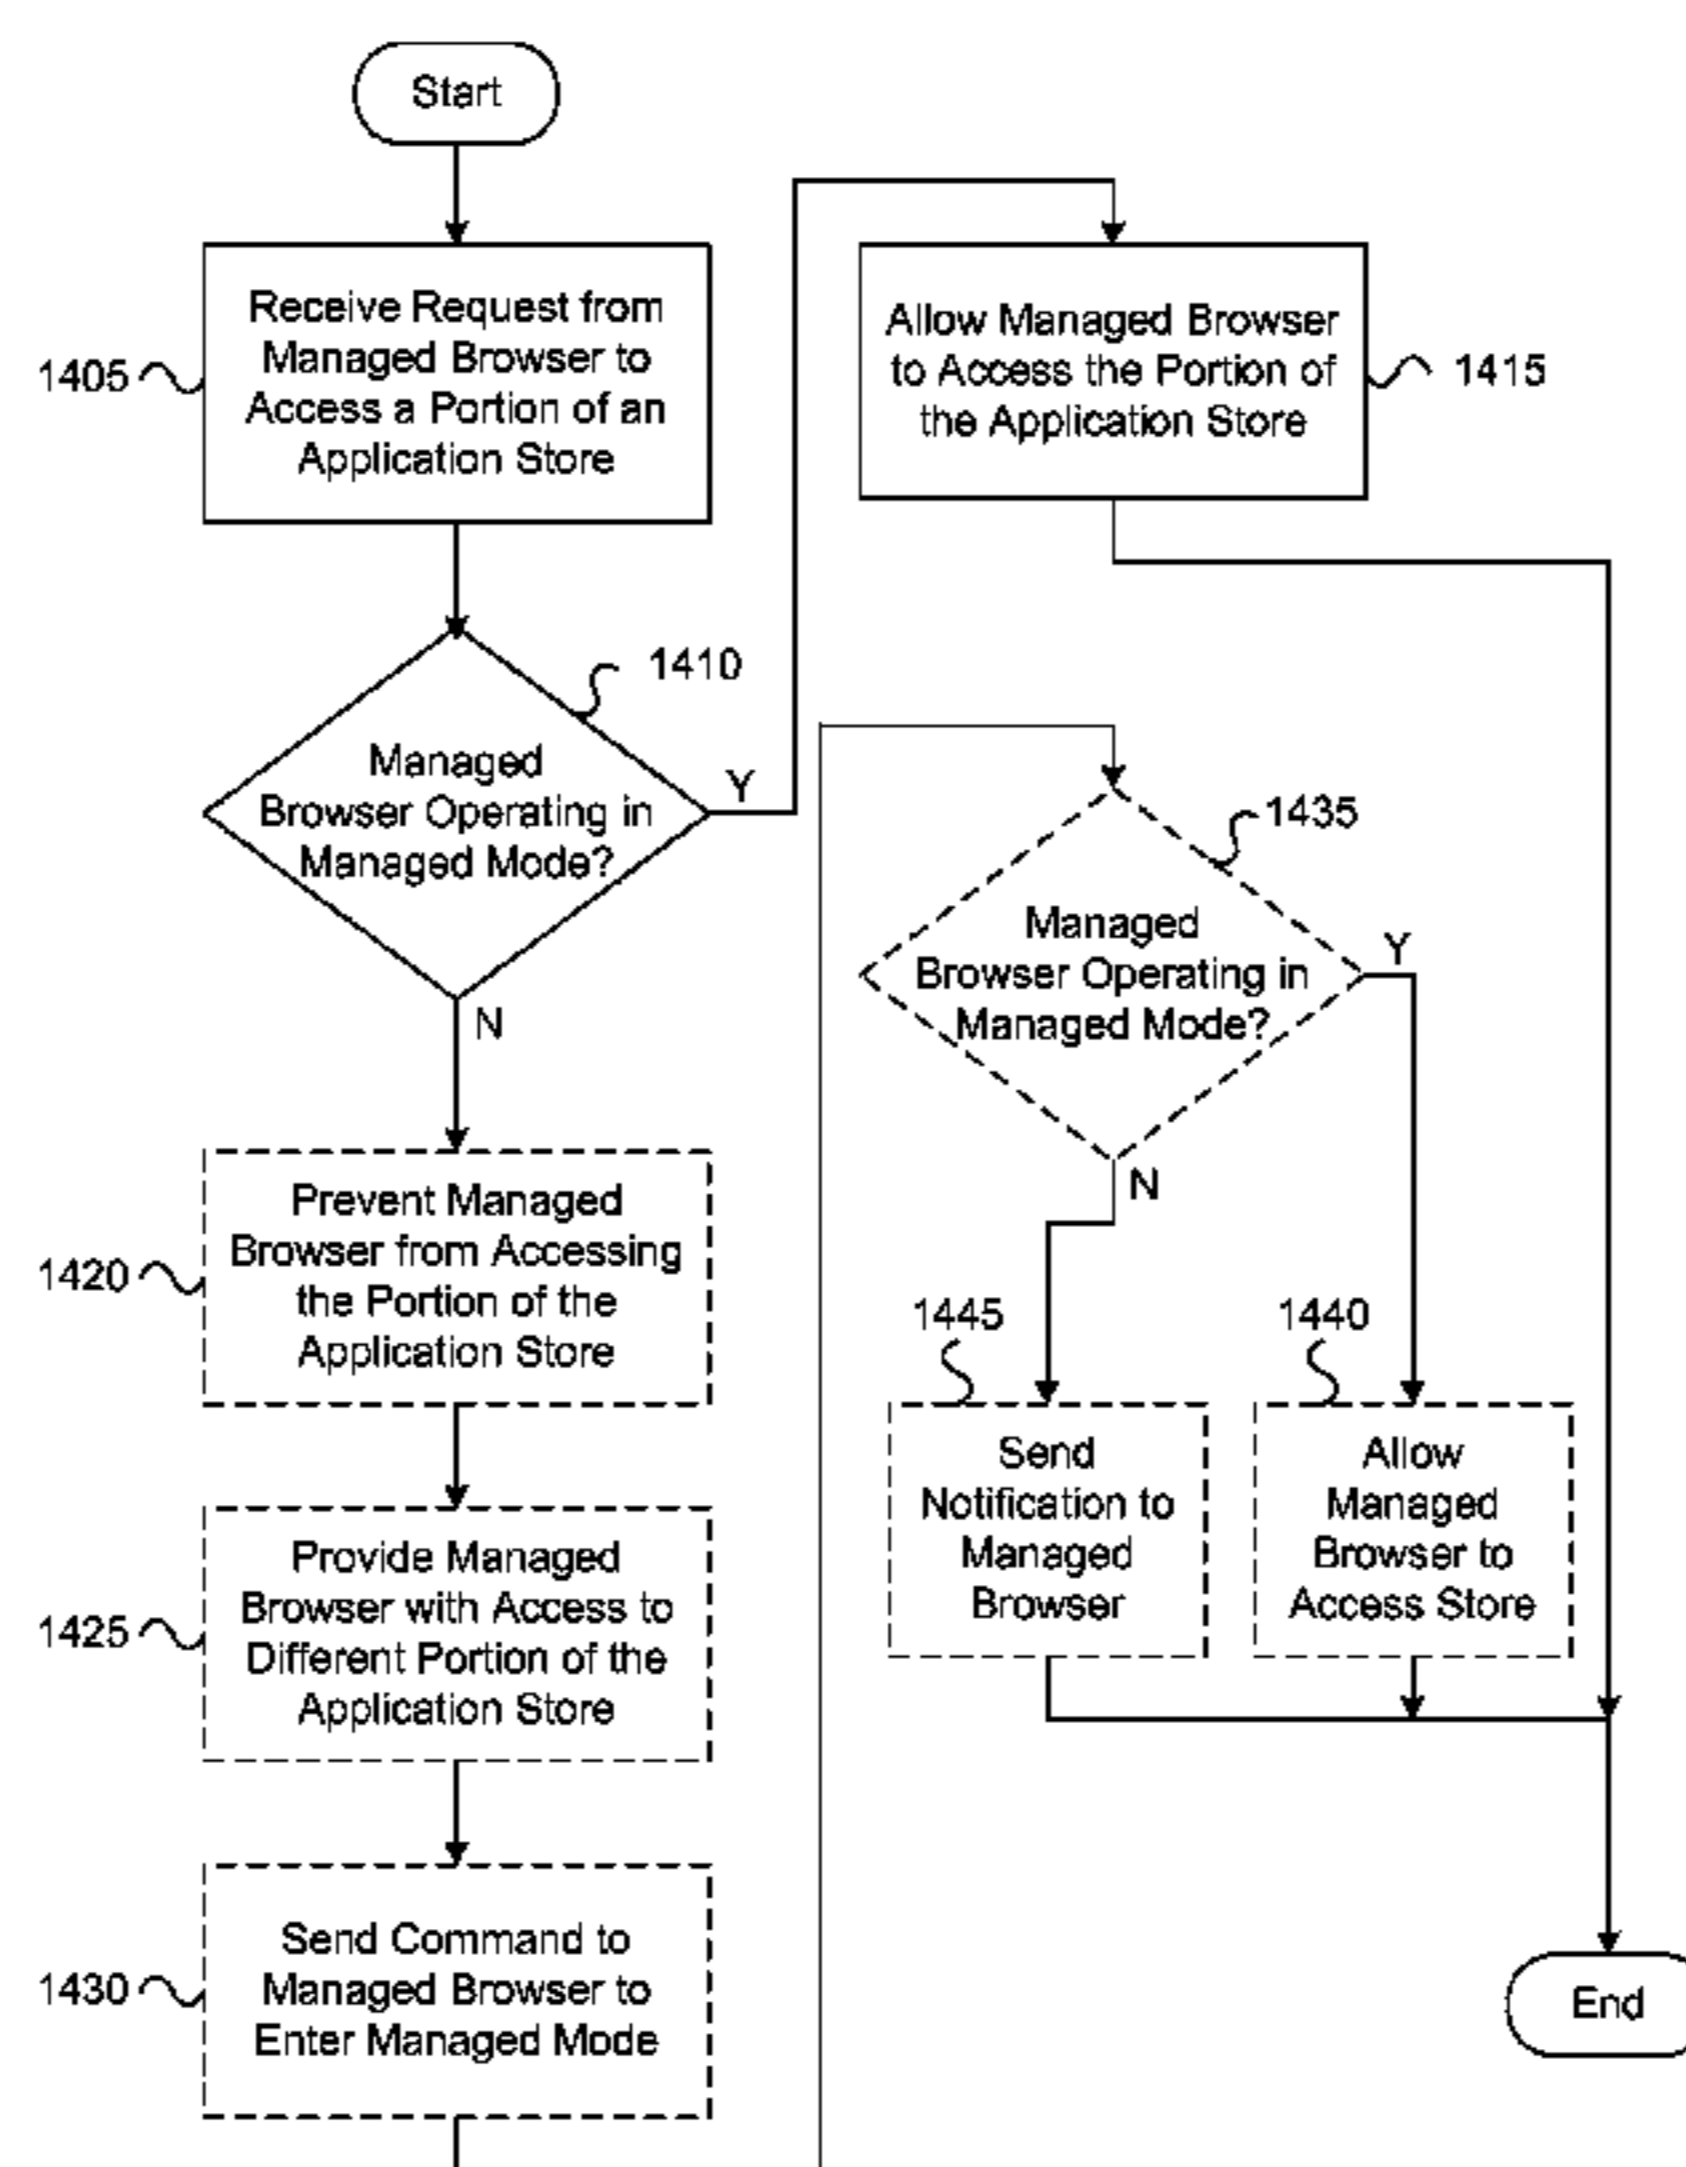 Start
1405
Receive Request from
Managed Browser to
Access a Portion of an
Application Store
1410
Managed
Browser Operating in
Managed Mode?
Y
N
Allow Managed Browser
to Access the Portion of
the Application Store
1415
1420
Prevent Managed
Browser from Accessing
the Portion of the
Application Store
1425
Provide Managed
Browser with Access to
Different Portion of the
Application Store
1430
Send Command to
Managed Browser to
Enter Managed Mode
1435
Managed
Browser Operating in
Managed Mode?
Y
N
1445
Send
Notification to
Managed
Browser
1440
Allow
Managed
Browser to
Access Store
End